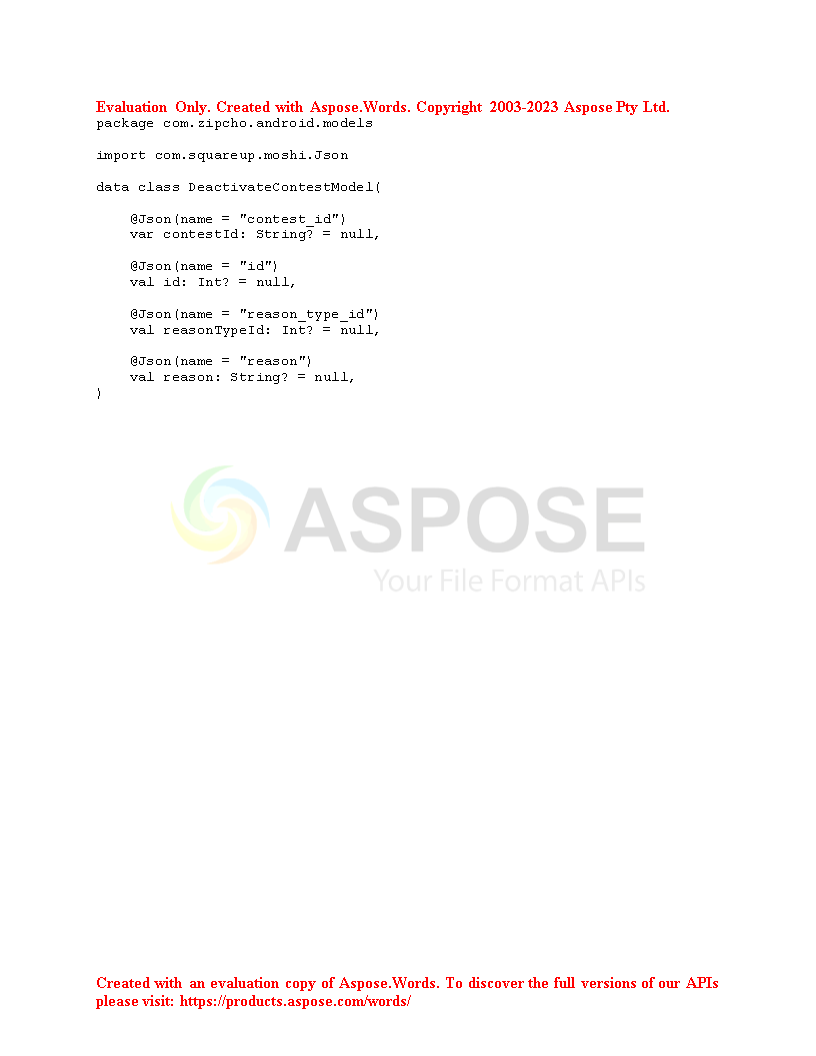 Evaluation Only. Created with Aspose.Words. Copyright 2003-2023 Aspose Pty Ltd.
package com.zipcho.android.models
import com.squareup.moshi.Json
data class DeactivateContestModel(
    @Json(name = "contest_id")
    var contestId: String? = null,
    @Json(name = "id")
    val id: Int? = null,
    @Json(name = "reason_type_id")
    val reasonTypeId: Int? = null,
    @Json(name = "reason")
    val reason: String? = null,
)
ASPOSE
Your File Format APIs
Created with an evaluation copy of Aspose.Words. To discover the full versions of our APIs
please visit: https://products.aspose.com/words/